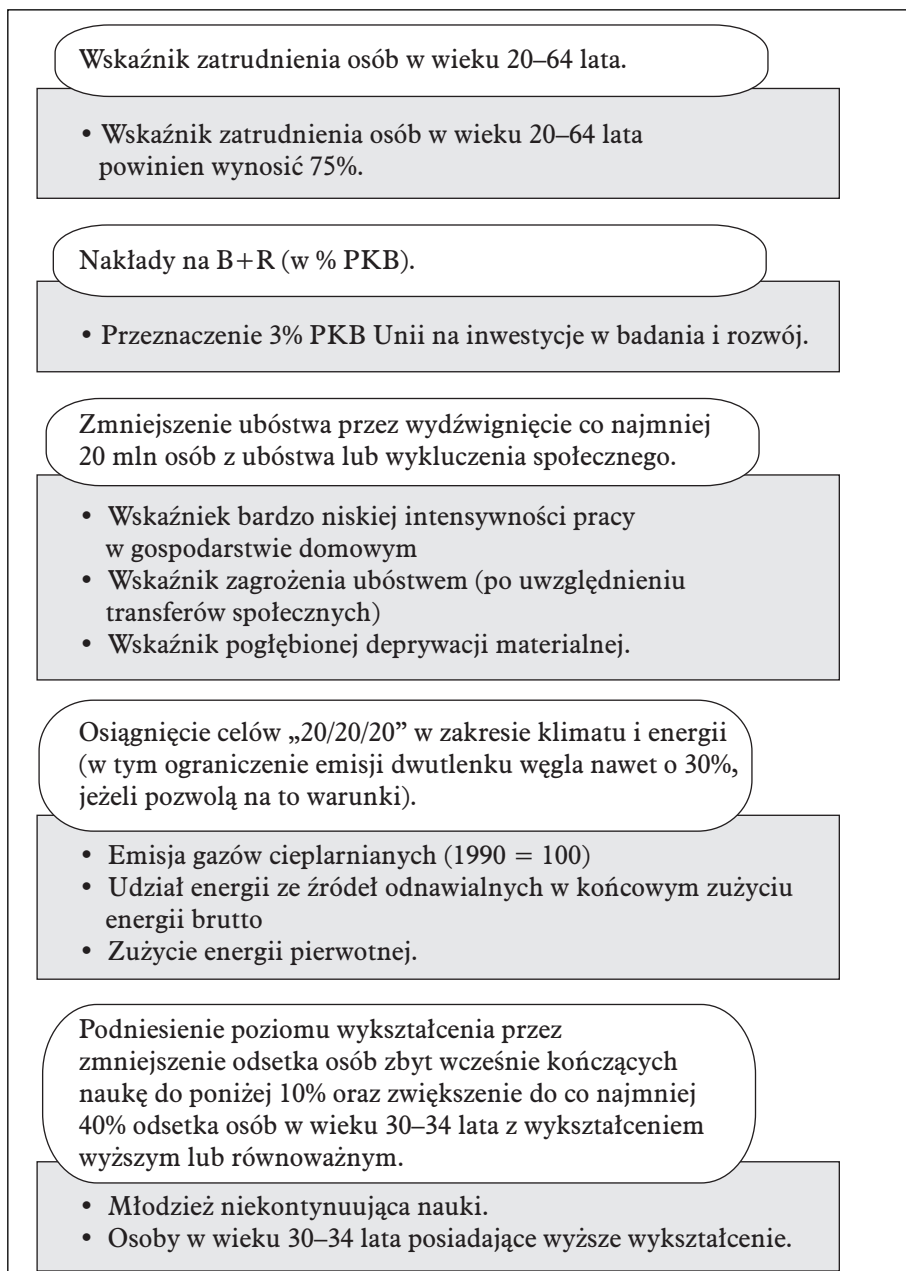 Wskaźnik zatrudnienia osób w wieku 20–64 lata.
• Wskaźnik zatrudnienia osób w wieku 20–64 lata
powinien wynosić 75%.
Nakłady na B+R (w % PKB).
• Przeznaczenie 3% PKB Unii na inwestycje w badania i rozwój.
Zmniejszenie ubóstwa przez wydźwignięcie co najmniej
20 mln osób z ubóstwa lub wykluczenia społecznego.
• Wskaźniek bardzo niskiej intensywności pracy
w gospodarstwie domowym
• Wskaźnik zagrożenia ubóstwem (po uwzględnieniu
transferów społecznych)
• Wskaźnik pogłębionej deprywacji materialnej.
Osiągnięcie celów „20/20/20” w zakresie klimatu i energii
(w tym ograniczenie emisji dwutlenku węgla nawet o 30%,
jeżeli pozwolą na to warunki).
• Emisja gazów cieplarnianych (1990 = 100)
• Udział energii ze źródeł odnawialnych w końcowym zużyciu
energii brutto
• Zużycie energii pierwotnej.
Podniesienie poziomu wykształcenia przez
zmniejszenie odsetka osób zbyt wcześnie kończących
naukę do poniżej 10% oraz zwiększenie do co najmniej
40% odsetka osób w wieku 30–34 lata z wykształceniem
wyższym lub równoważnym.
• Młodzież niekontynuująca nauki.
• Osoby w wieku 30–34 lata posiadające wyższe wykształcenie.